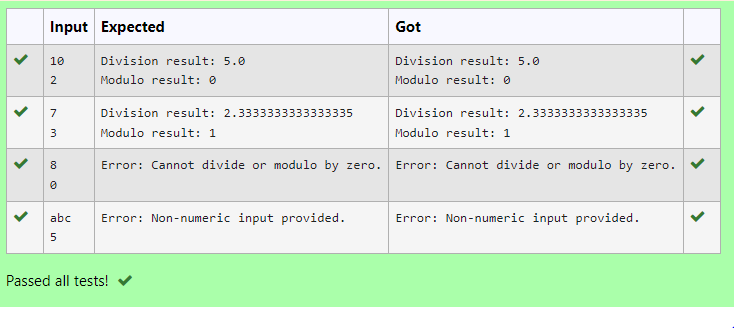 Input Expected Got
10 Division result: 5.0 Division result: 5.0
2 Modulo result: 0 Modulo result: 0
7 Division result: 2.3333333333333335 Division result: 2.3333333333333335
3 Modulo result: 1 Modulo result: 1
8 Error: Cannot divide or modulo by zero. Error: Cannot divide or modulo by zero.
0
abc Error: Non-numeric input provided. Error: Non-numeric input provided.
5
Passed all tests!